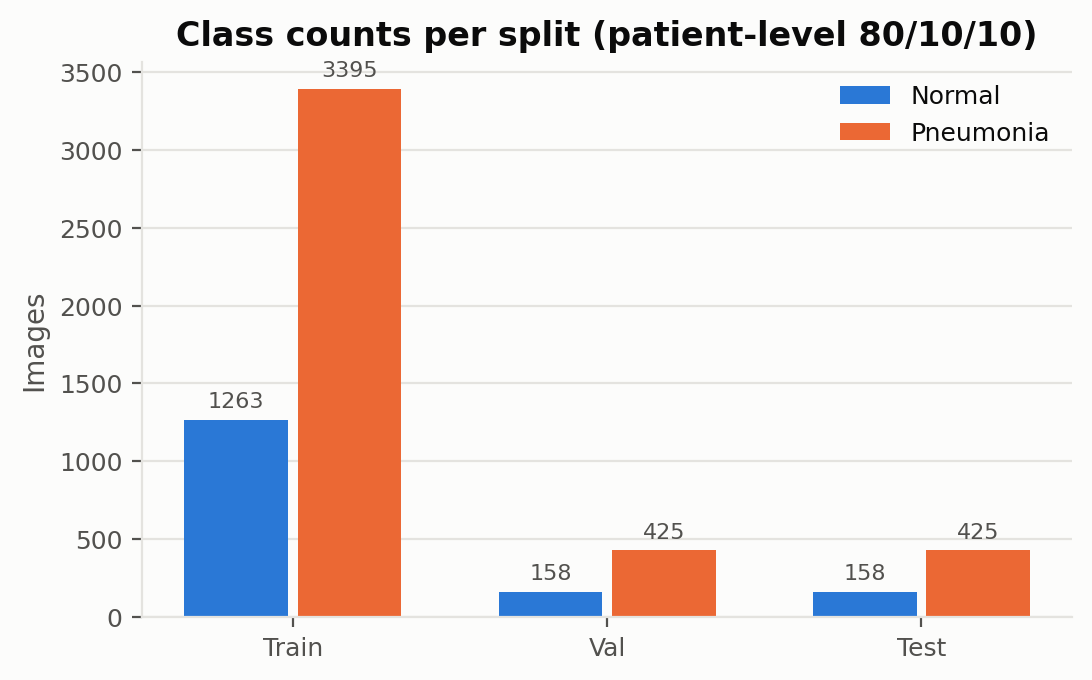 Class counts per split (patient-level 80/10/10)
Normal
Pneumonia
Images
3500
3000
2500
2000
1500
1000
500
0
3395
1263
158
425
158
425
Train
Val
Test